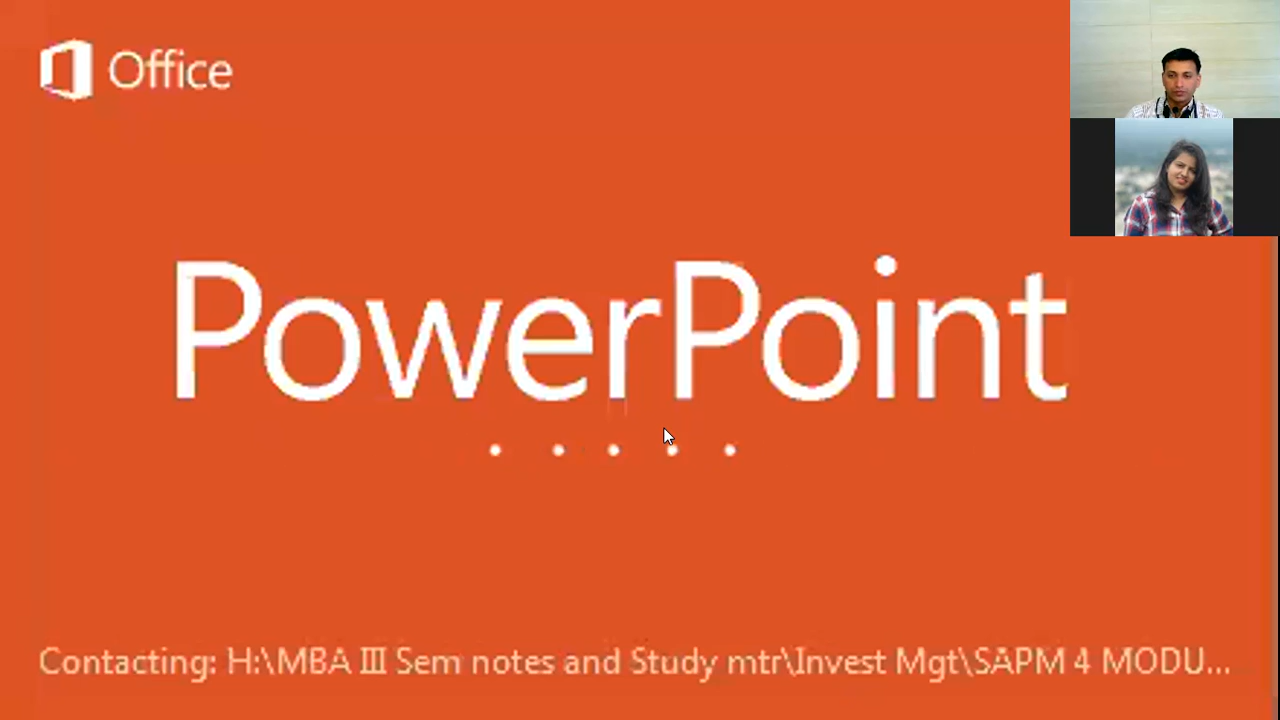 Office
PowerPoint
Contacting: H:\MBA III Sem notes and Study mtr\Invest Mgt\SAPM 4 MODU...